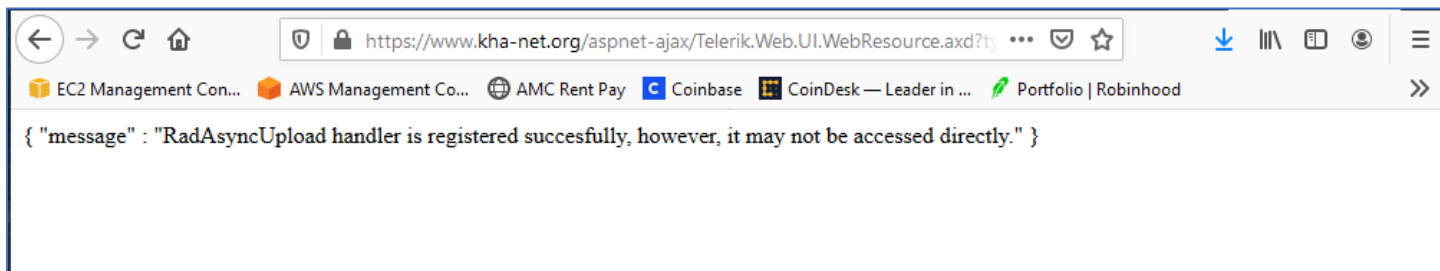 https://www.kha-net.org/aspnet-ajax/Telerik.Web.UI.WebResource.axd?ty
EC2 Management Con... AWS Management Co... AMC Rent Pay C Coinbase CoinDesk — Leader in ... Portfolio | Robinhood
{ "message" : "RadAsyncUpload handler is registered succesfully, however, it may not be accessed directly." }